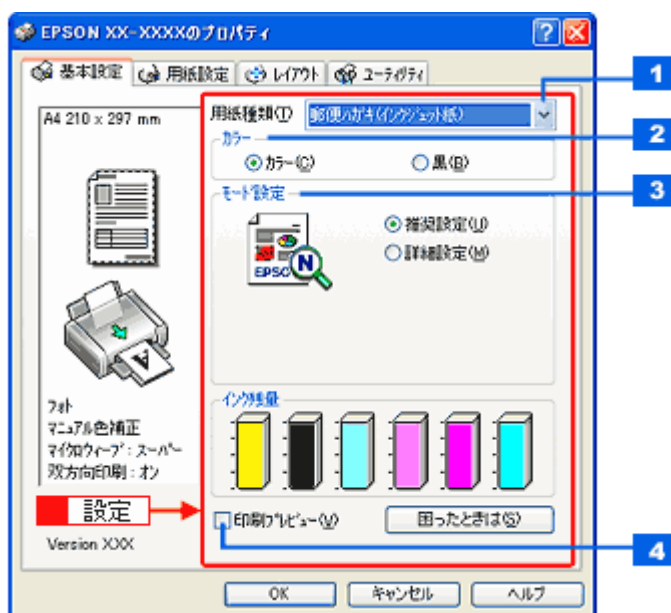 EPSON XX-XXXXのプロパティ
基本設定 用紙設定 レイアウト ユーティリティ
1
A4 210 x 297 mm
用紙種類(T) 郵便ハガキ(インクジェット紙)
2
カラー
カラー(C) 黒(B)
3
モード設定
推奨設定(U)
詳細設定(M)
EPSON
N
A
インク残量
フォト
マニュアル色補正
マイクロウィーブ:スーパー
双方向印刷:オン
設定
印刷プレビュー(V) 困ったときは(S)
Version XXX
4
OK キャンセル ヘルプ